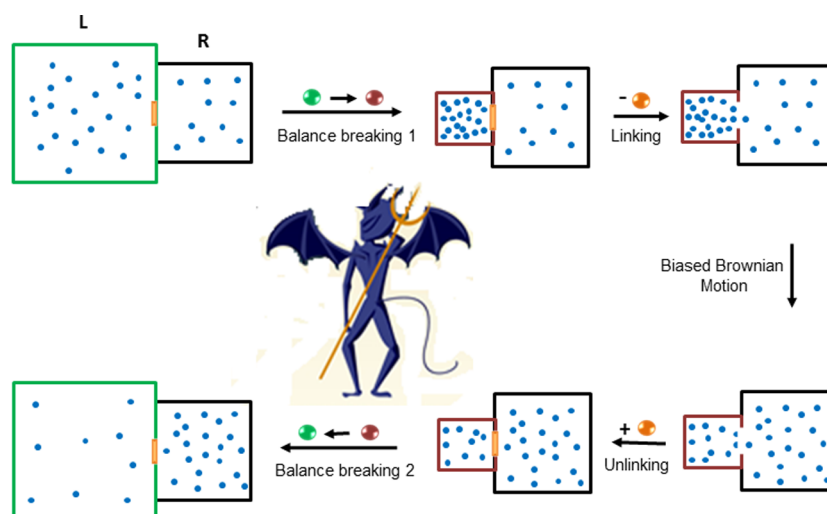 L
R
Balance breaking 1
-
Linking
Biased Brownian
Motion
Balance breaking 2
+
Unlinking